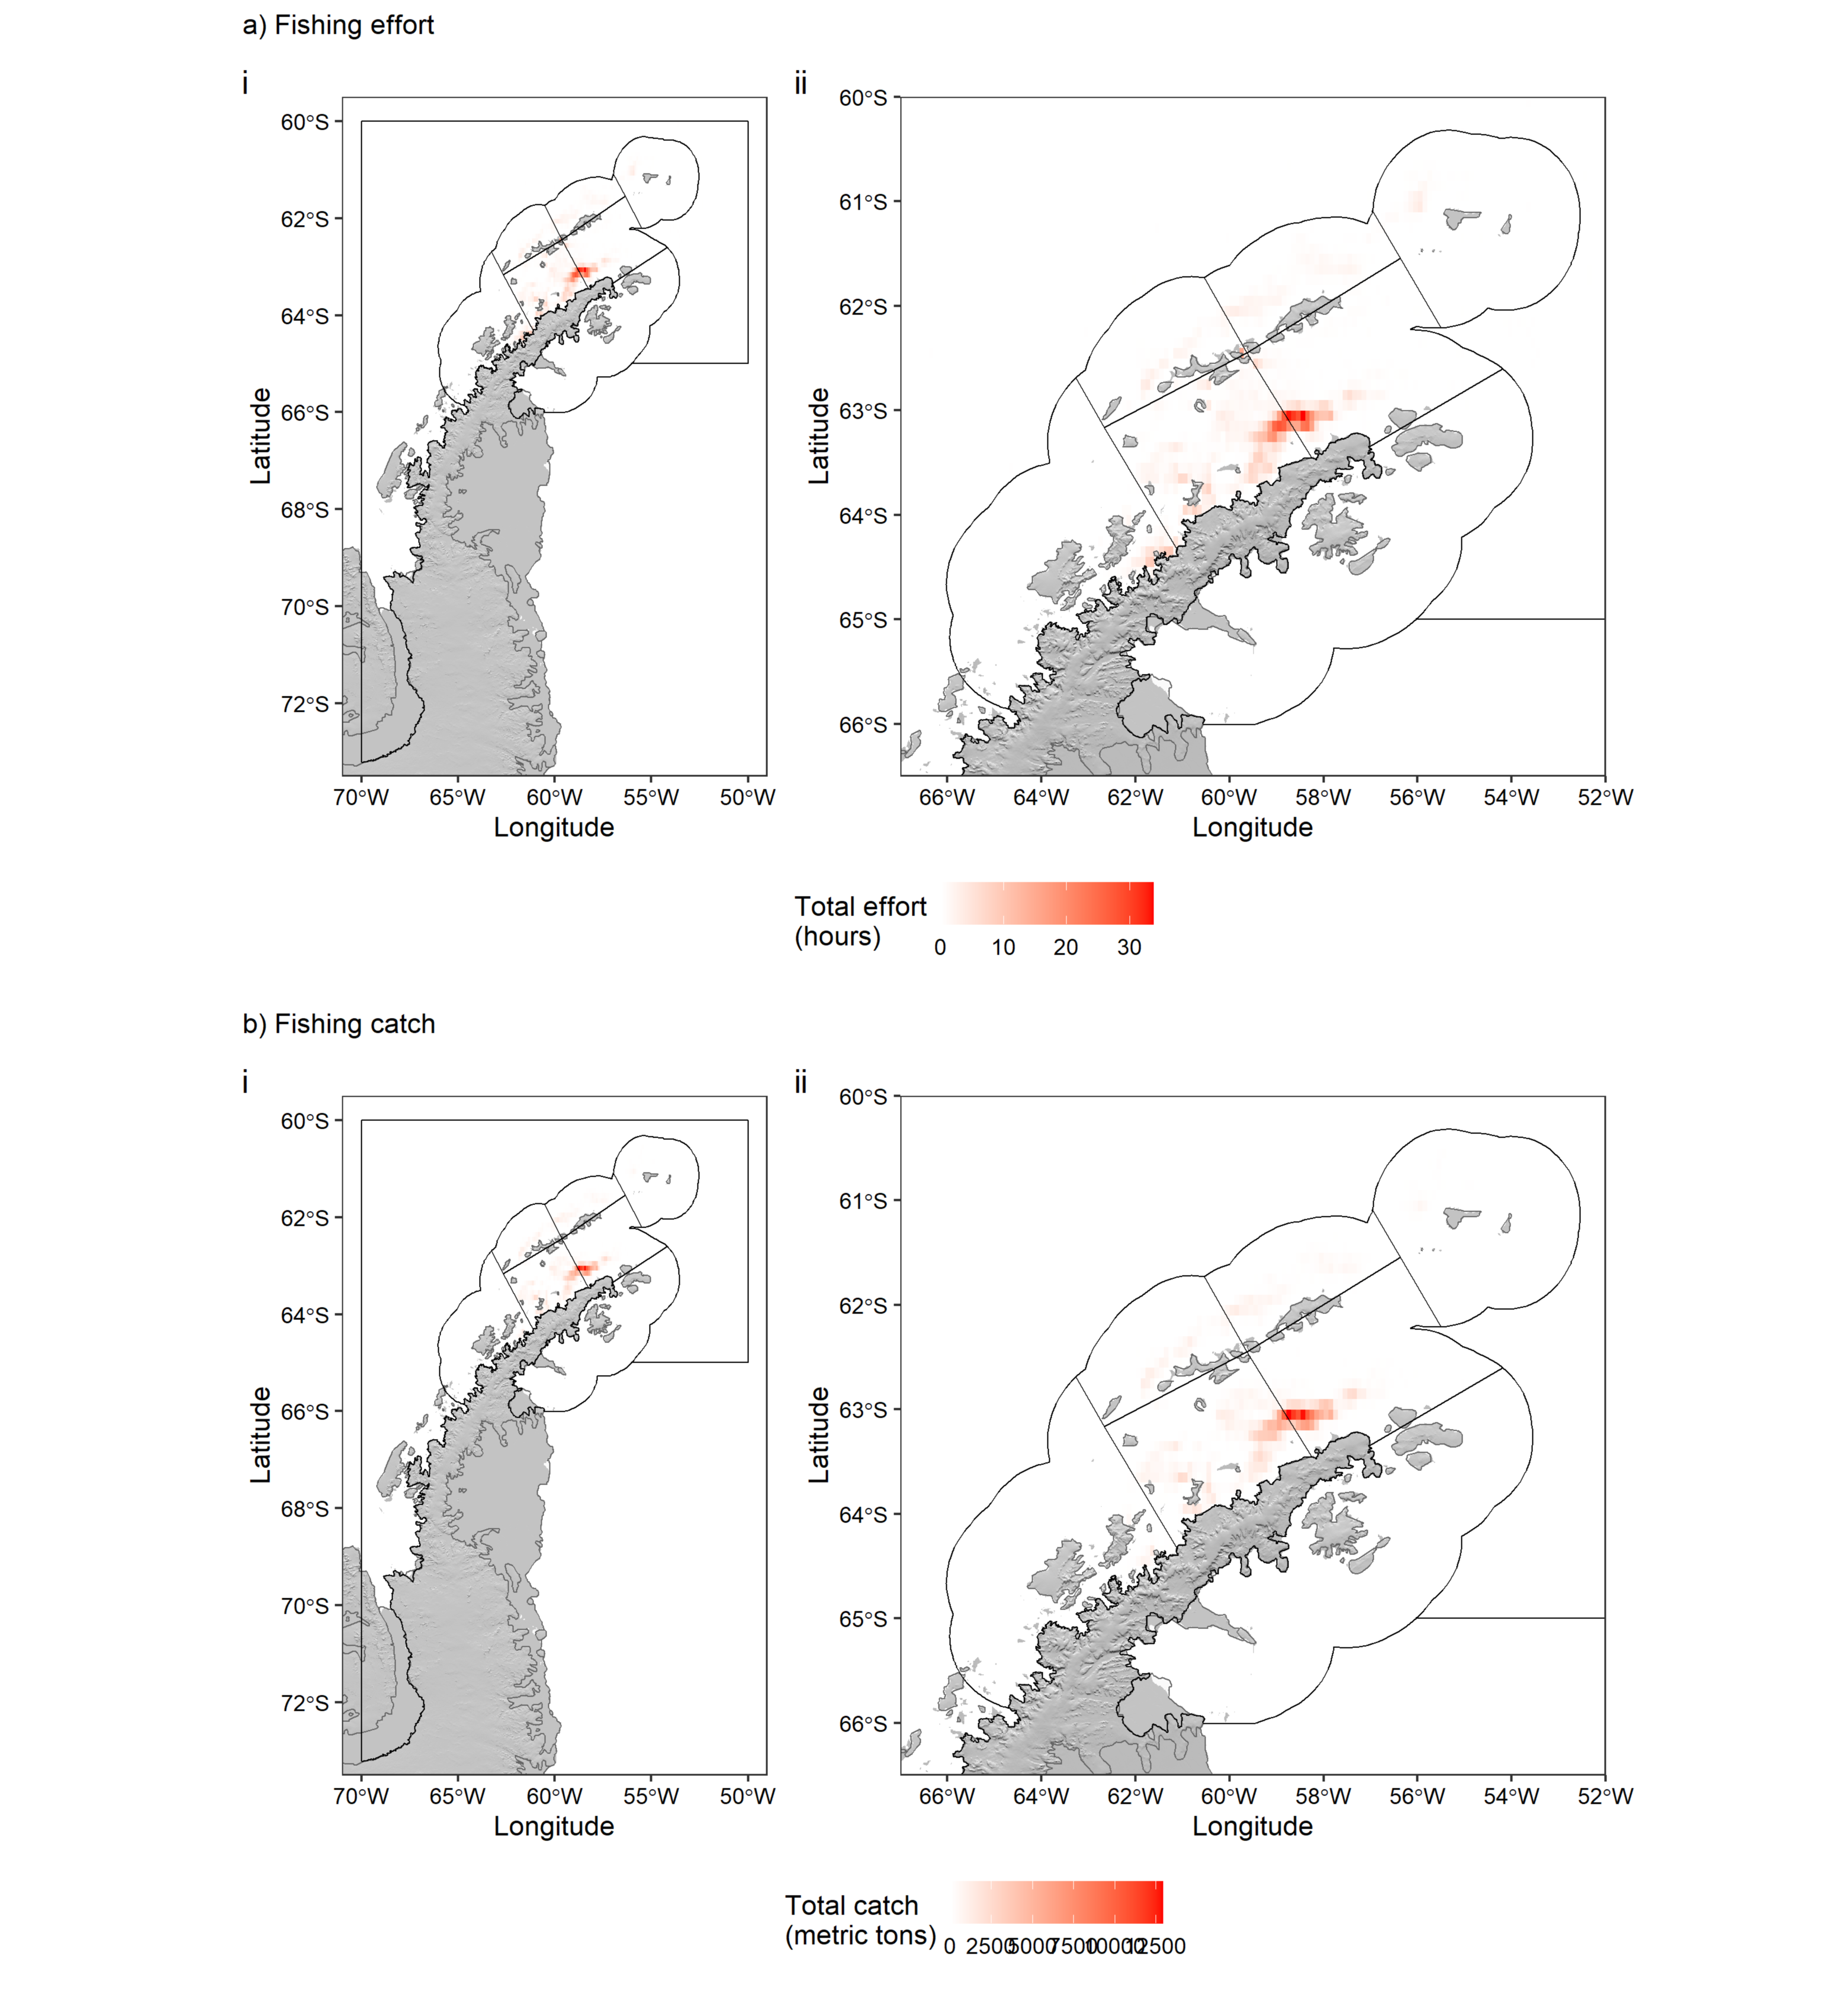 a) Fishing effort
i
ii
60°S
62°S
64°S
66°S
68°S
70°S
72°S
Latitude
70°W 65°W 60°W 55°W 50°W
Longitude
60°S
61°S
62°S
63°S
64°S
65°S
66°S
Latitude
66°W 64°W 62°W 60°W 58°W 56°W 54°W 52°W
Longitude
Total effort
(hours)
0 10 20 30
b) Fishing catch
i
ii
60°S
62°S
64°S
66°S
68°S
70°S
72°S
Latitude
70°W 65°W 60°W 55°W 50°W
Longitude
60°S
61°S
62°S
63°S
64°S
65°S
66°S
Latitude
66°W 64°W 62°W 60°W 58°W 56°W 54°W 52°W
Longitude
Total catch
(metric tons)
0 2500 5000 7500 10000 12500